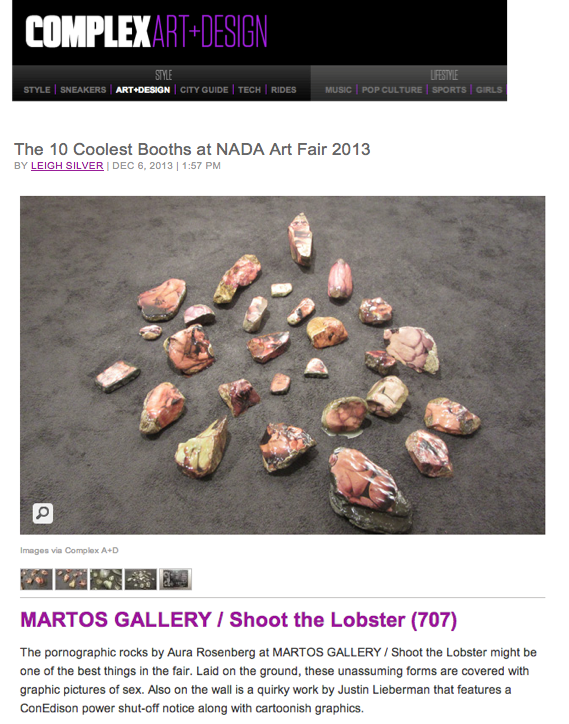 COMPLEX ART+DESIGN
STYLE LIFESTYLE
STYLE | SNEAKERS | ART+DESIGN | CITY GUIDE | TECH | RIDES MUSIC | POP CULTURE | SPORTS | GIRLS
The 10 Coolest Booths at NADA Art Fair 2013
BY LEIGH SILVER | DEC 6, 2013 | 1:57 PM
Images via Complex A+D
MARTOS GALLERY / Shoot the Lobster (707)
The pornographic rocks by Aura Rosenberg at MARTOS GALLERY / Shoot the Lobster might be
one of the best things in the fair. Laid on the ground, these unassuming forms are covered with
graphic pictures of sex. Also on the wall is a quirky work by Justin Lieberman that features a
ConEdison power shut-off notice along with cartoonish graphics.